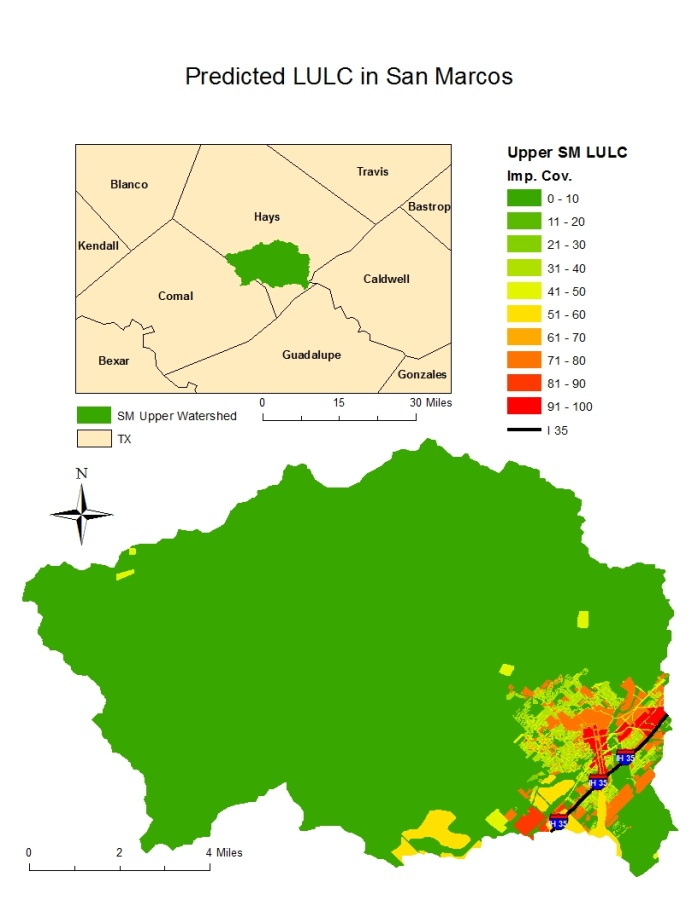 Predicted LULC in San Marcos
Blanco
Travis
Bastrop
Hays
Kendall
Comal
Caldwell
Bexar
Guadalupe
Gonzales
SM Upper Watershed
TX
0 15 30 Miles
Upper SM LULC
Imp. Cov.
0 - 10
11 - 20
21 - 30
31 - 40
41 - 50
51 - 60
61 - 70
71 - 80
81 - 90
91 - 100
I 35
N
IH 35
IH 35
IH 35
0 2 4 Miles